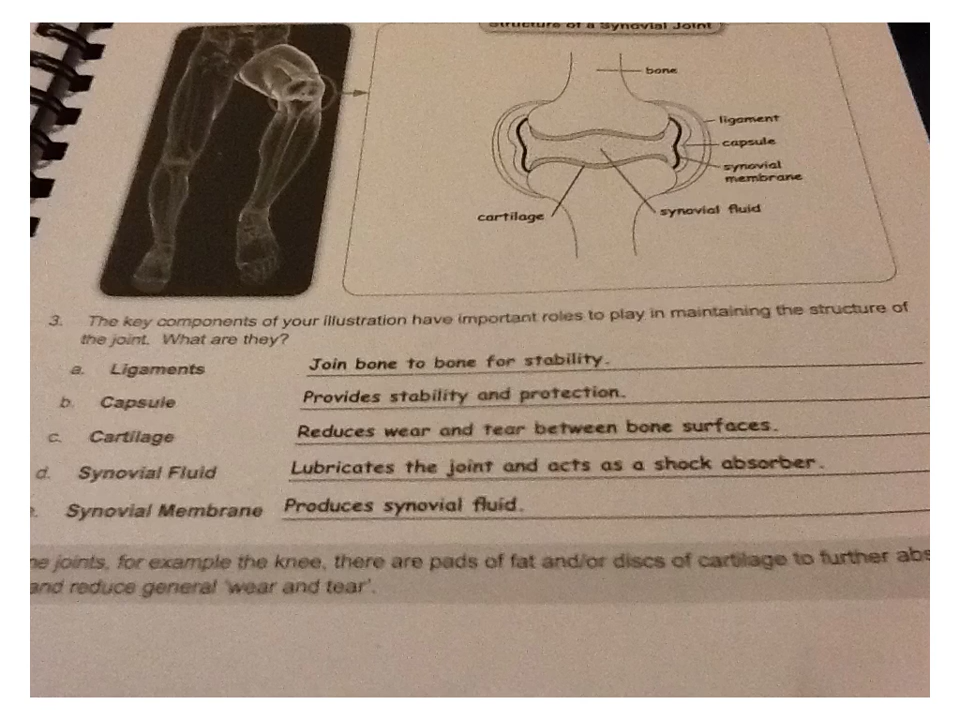 Structure of a Synovial Joint
bone
ligament
capsule
synovial
membrane
cartilage
synovial fluid
3. The key components of your illustration have important roles to play in maintaining the structure of
the joint. What are they?
a. Ligaments Join bone to bone for stability.
b. Capsule Provides stability and protection.
c. Cartilage Reduces wear and tear between bone surfaces.
d. Synovial Fluid Lubricates the joint and acts as a shock absorber.
Synovial Membrane Produces synovial fluid.
joints, for example the knee, there are pads of fat and/or discs of cartilage to further
and reduce general 'wear and tear'.